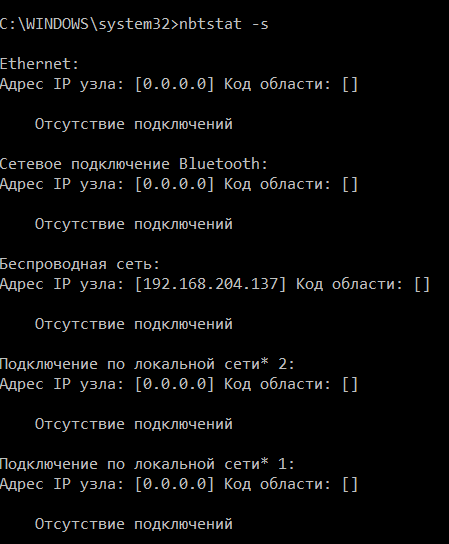 C:\WINDOWS\system32>nbtstat -s
Ethernet:
Адрес IP узла: [0.0.0.0] Код области: []
Отсутствие подключений
Сетевое подключение Bluetooth:
Адрес IP узла: [0.0.0.0] Код области: []
Отсутствие подключений
Беспроводная сеть:
Адрес IP узла: [192.168.204.137] Код области: []
Отсутствие подключений
Подключение по локальной сети* 2:
Адрес IP узла: [0.0.0.0] Код области: []
Отсутствие подключений
Подключение по локальной сети* 1:
Адрес IP узла: [0.0.0.0] Код области: []
Отсутствие подключений